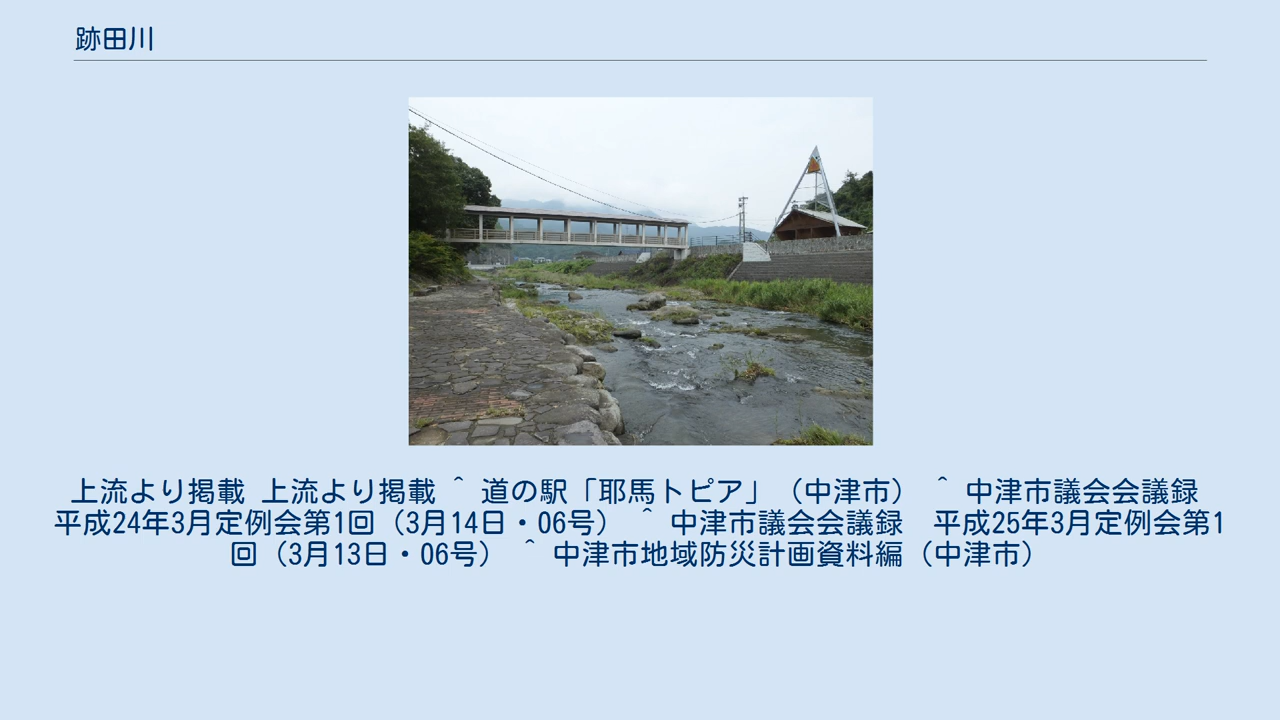 跡田川
上流より掲載 上流より掲載 ^ 道の駅「耶馬トピア」（中津市） ^ 中津市議会会議録
平成24年3月定例会第1回（3月14日・06号） ^ 中津市議会会議録　平成25年3月定例会第1
回（3月13日・06号） ^ 中津市地域防災計画資料編（中津市）